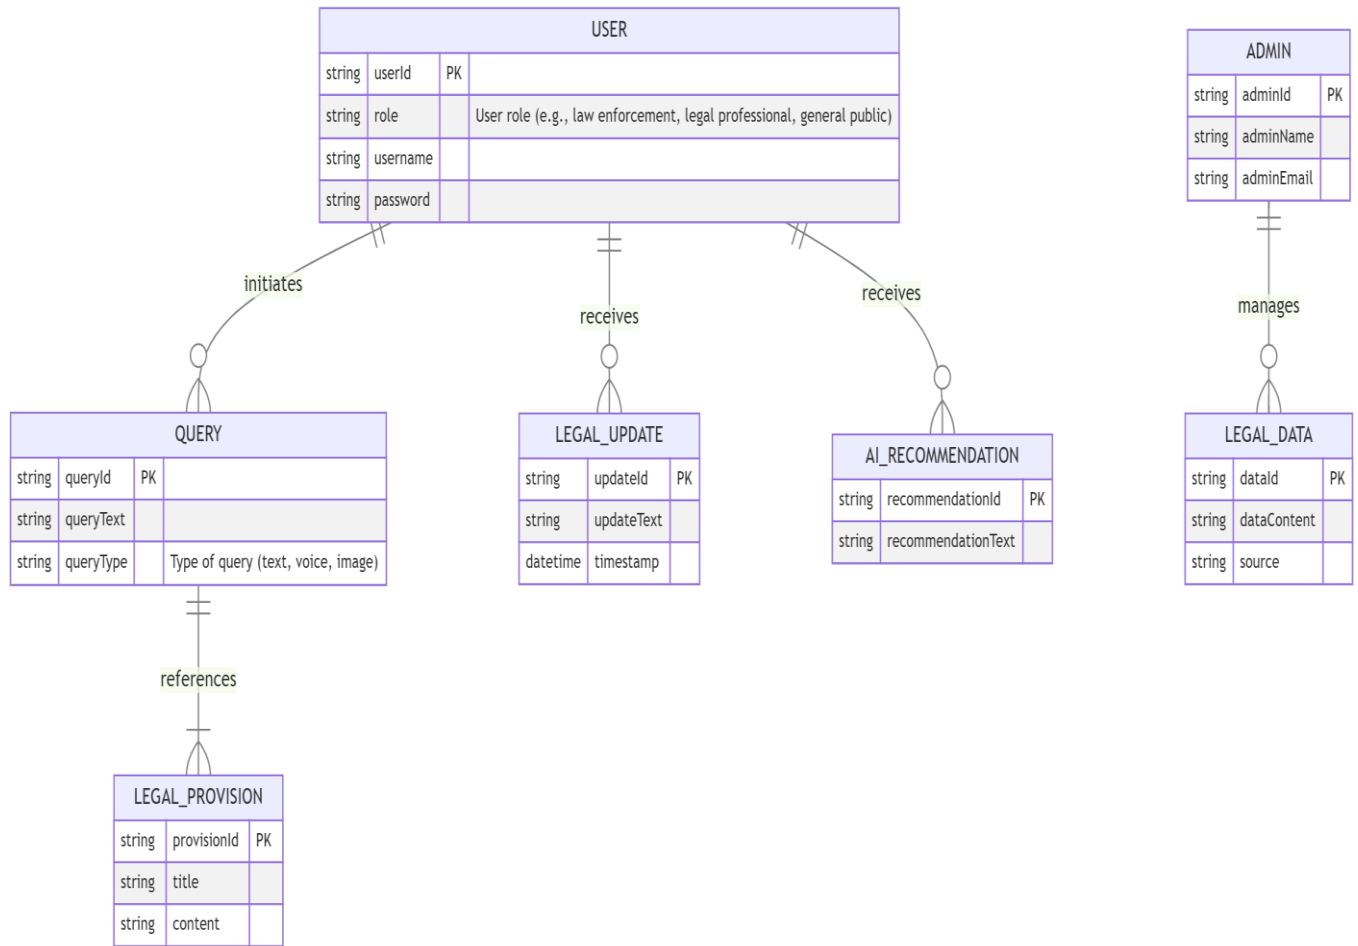 USER
string userId PK
string role User role (e.g., law enforcement, legal professional, general public)
string username
string password
ADMIN
string adminId PK
string adminName
string adminEmail
initiates
receives
receives
manages
QUERY
string queryId PK
string queryText
string queryType Type of query (text, voice, image)
LEGAL_UPDATE
string updateId PK
string updateText
datetime timestamp
AI_RECOMMENDATION
string recommendationId PK
string recommendationText
LEGAL_DATA
string dataId PK
string dataContent
string source
references
LEGAL_PROVISION
string provisionId PK
string title
string content